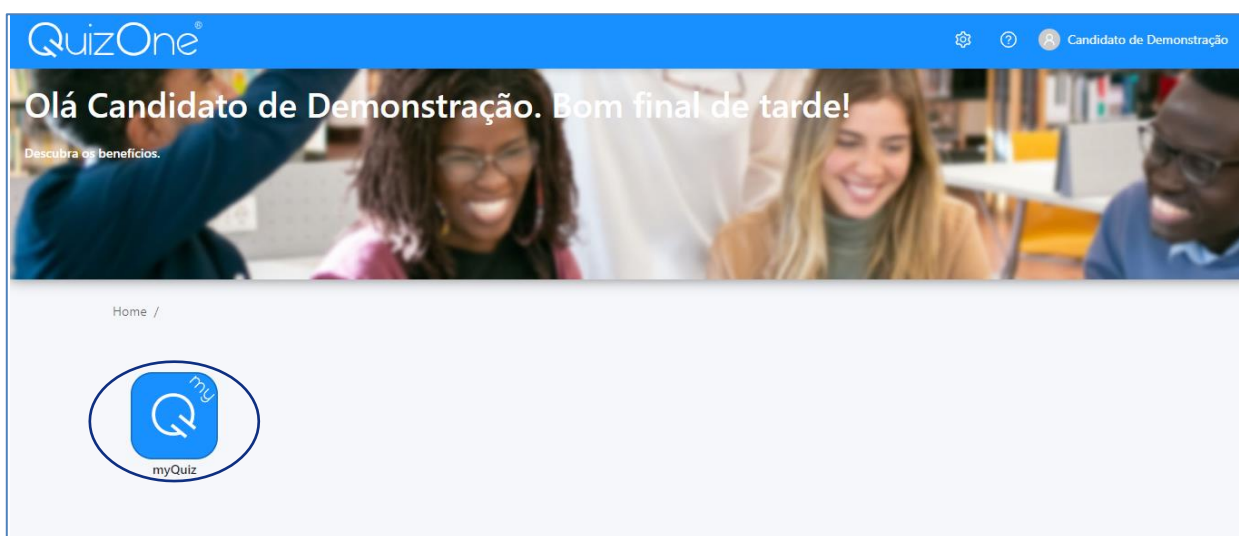 QuizOne®
Candidato de Demonstração
Olá Candidato de Demonstração. Bom final de tarde!
Descubra os benefícios.
Home /
Q my
myQuiz